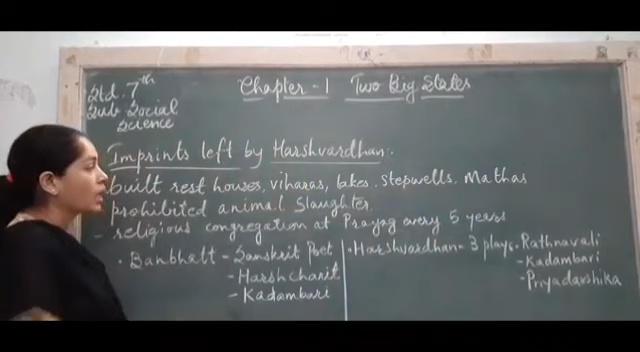 Std. 7th
Sub. Social
Science
Chapter - 1 Two Big States
Imprints left by Harshvardhan:
built rest houses, viharas, lakes. stepwells. Mathas
prohibited animal Slaughter.
- religious congregation at Prayag every 5 years
• Banbhatt - Sanskrit Poet
- Harshcharit
- Kadambari
• Harshvardhan - 3 plays - Rathnavali
- Kadambari
- Priyadarshika